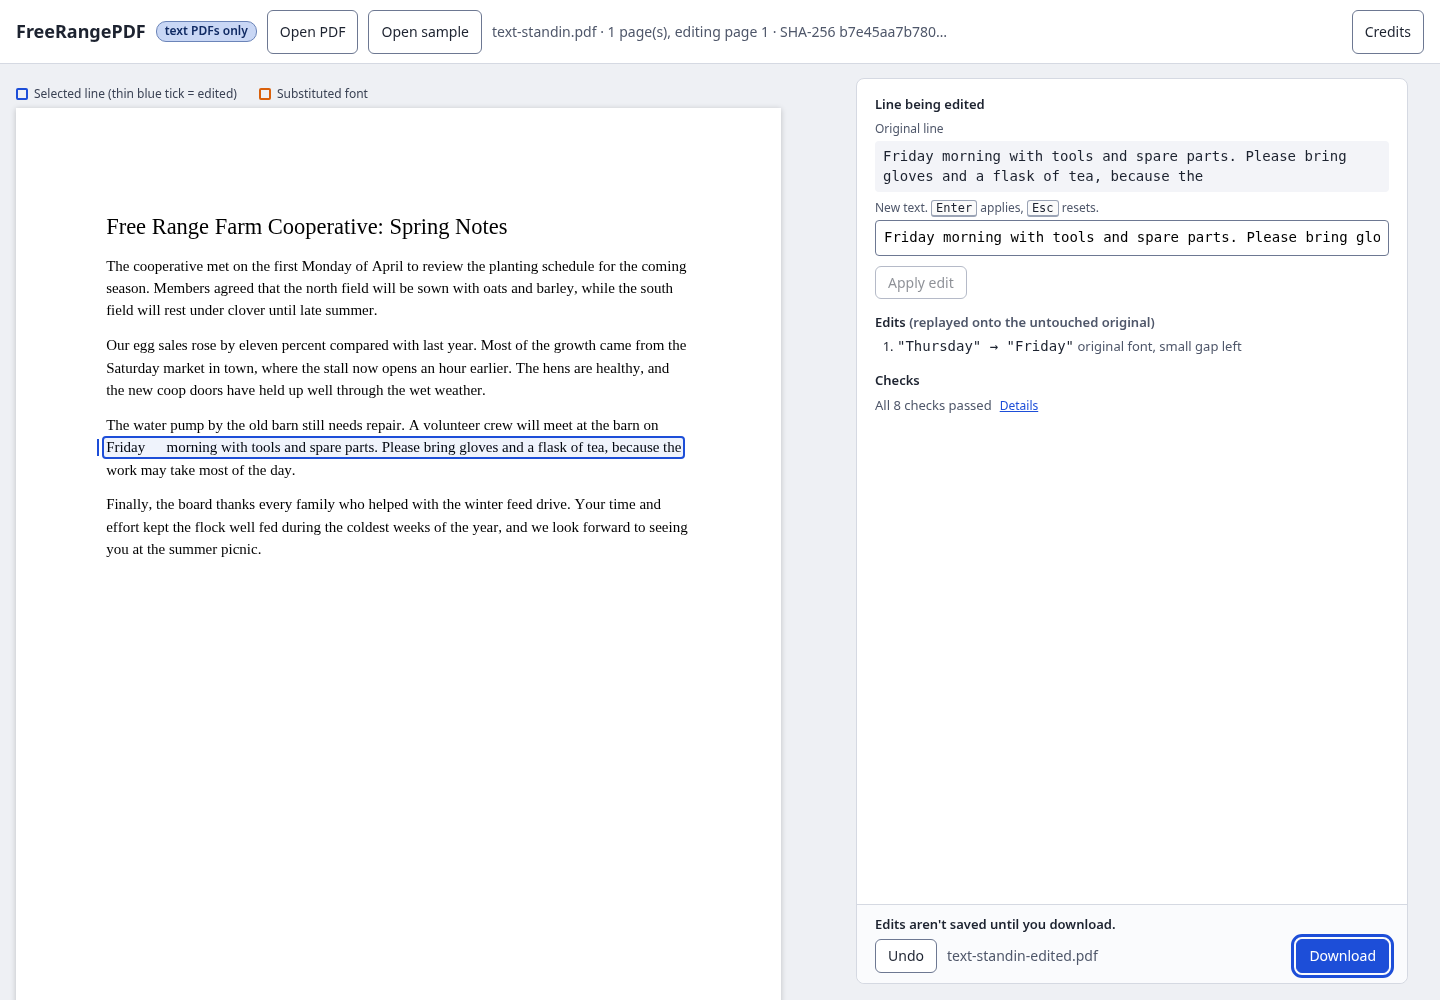 FreeRangePDF text PDFs only Open PDF Open sample text-standin.pdf · 1 page(s), editing page 1 · SHA-256 b7e45aa7b780… Credits
Selected line (thin blue tick = edited) Substituted font
Free Range Farm Cooperative: Spring Notes
The cooperative met on the first Monday of April to review the planting schedule for the coming
season. Members agreed that the north field will be sown with oats and barley, while the south
field will rest under clover until late summer.
Our egg sales rose by eleven percent compared with last year. Most of the growth came from the
Saturday market in town, where the stall now opens an hour earlier. The hens are healthy, and
the new coop doors have held up well through the wet weather.
The water pump by the old barn still needs repair. A volunteer crew will meet at the barn on
Friday morning with tools and spare parts. Please bring gloves and a flask of tea, because the
work may take most of the day.
Finally, the board thanks every family who helped with the winter feed drive. Your time and
effort kept the flock well fed during the coldest weeks of the year, and we look forward to seeing
you at the summer picnic.
Line being edited
Original line
Friday morning with tools and spare parts. Please bring
gloves and a flask of tea, because the
New text. Enter applies, Esc resets.
Friday morning with tools and spare parts. Please bring glo
Apply edit
Edits (replayed onto the untouched original)
1. "Thursday" → "Friday" original font, small gap left
Checks
All 8 checks passed Details
Edits aren't saved until you download.
Undo text-standin-edited.pdf Download